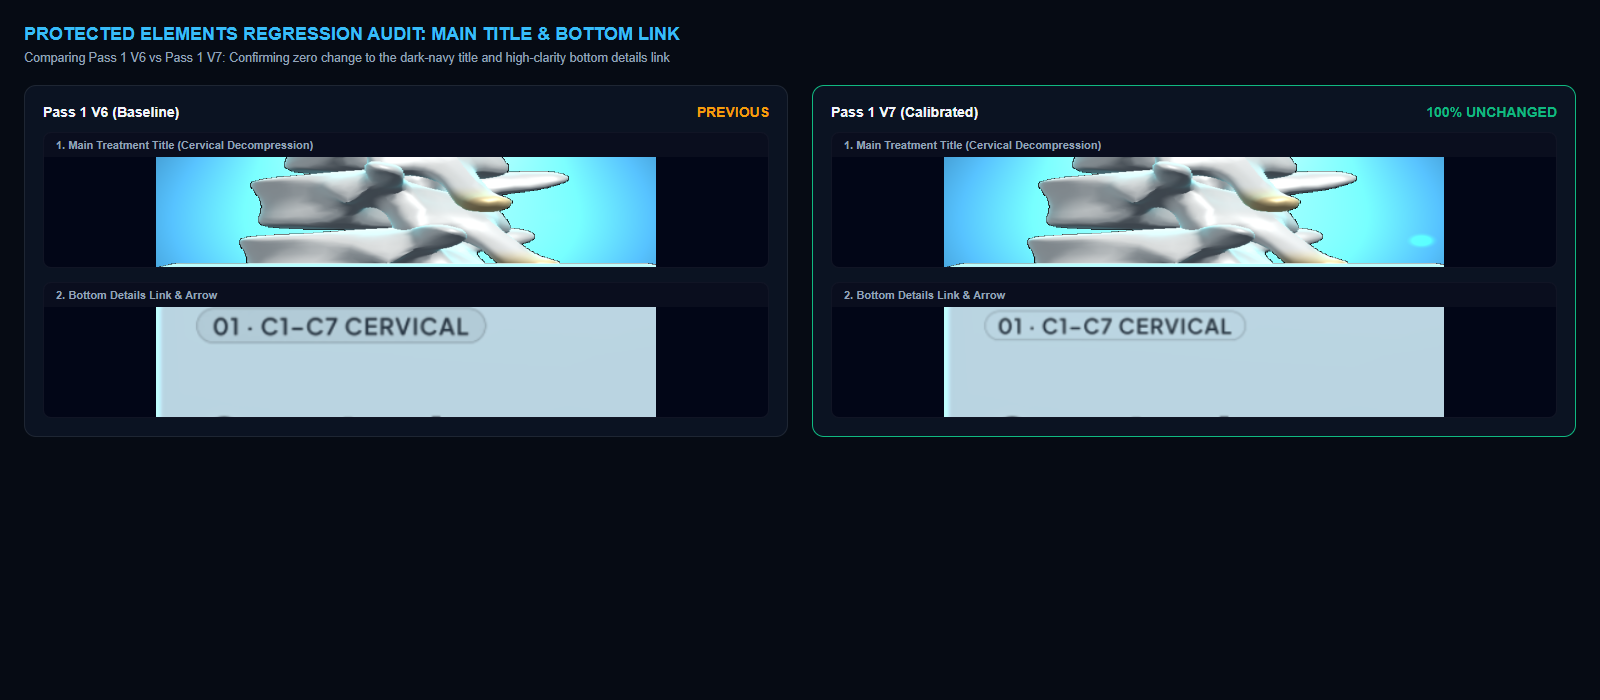 PROTECTED ELEMENTS REGRESSION AUDIT: MAIN TITLE & BOTTOM LINK
Comparing Pass 1 V6 vs Pass 1 V7: Confirming zero change to the dark-navy title and high-clarity bottom details link
Pass 1 V6 (Baseline)
PREVIOUS
1. Main Treatment Title (Cervical Decompression)
2. Bottom Details Link & Arrow
01 · C1–C7 CERVICAL
Pass 1 V7 (Calibrated)
100% UNCHANGED
1. Main Treatment Title (Cervical Decompression)
2. Bottom Details Link & Arrow
01 · C1–C7 CERVICAL